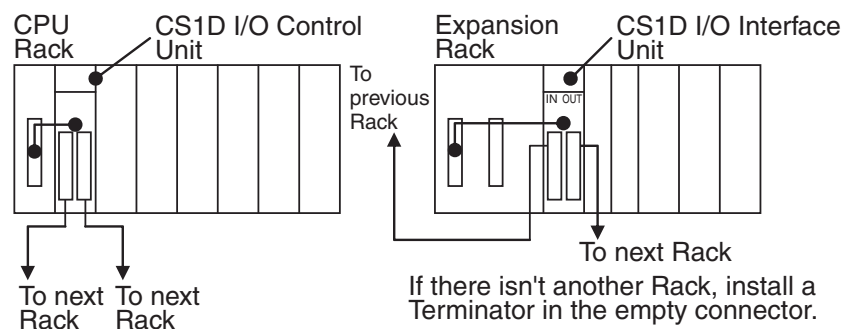 CPU
Rack
CS1D I/O Control
Unit
Expansion
Rack
CS1D I/O Interface
Unit
To
previous
Rack
IN OUT
To next
Rack
To next
Rack
To next Rack
If there isn't another Rack, install a
Terminator in the empty connector.